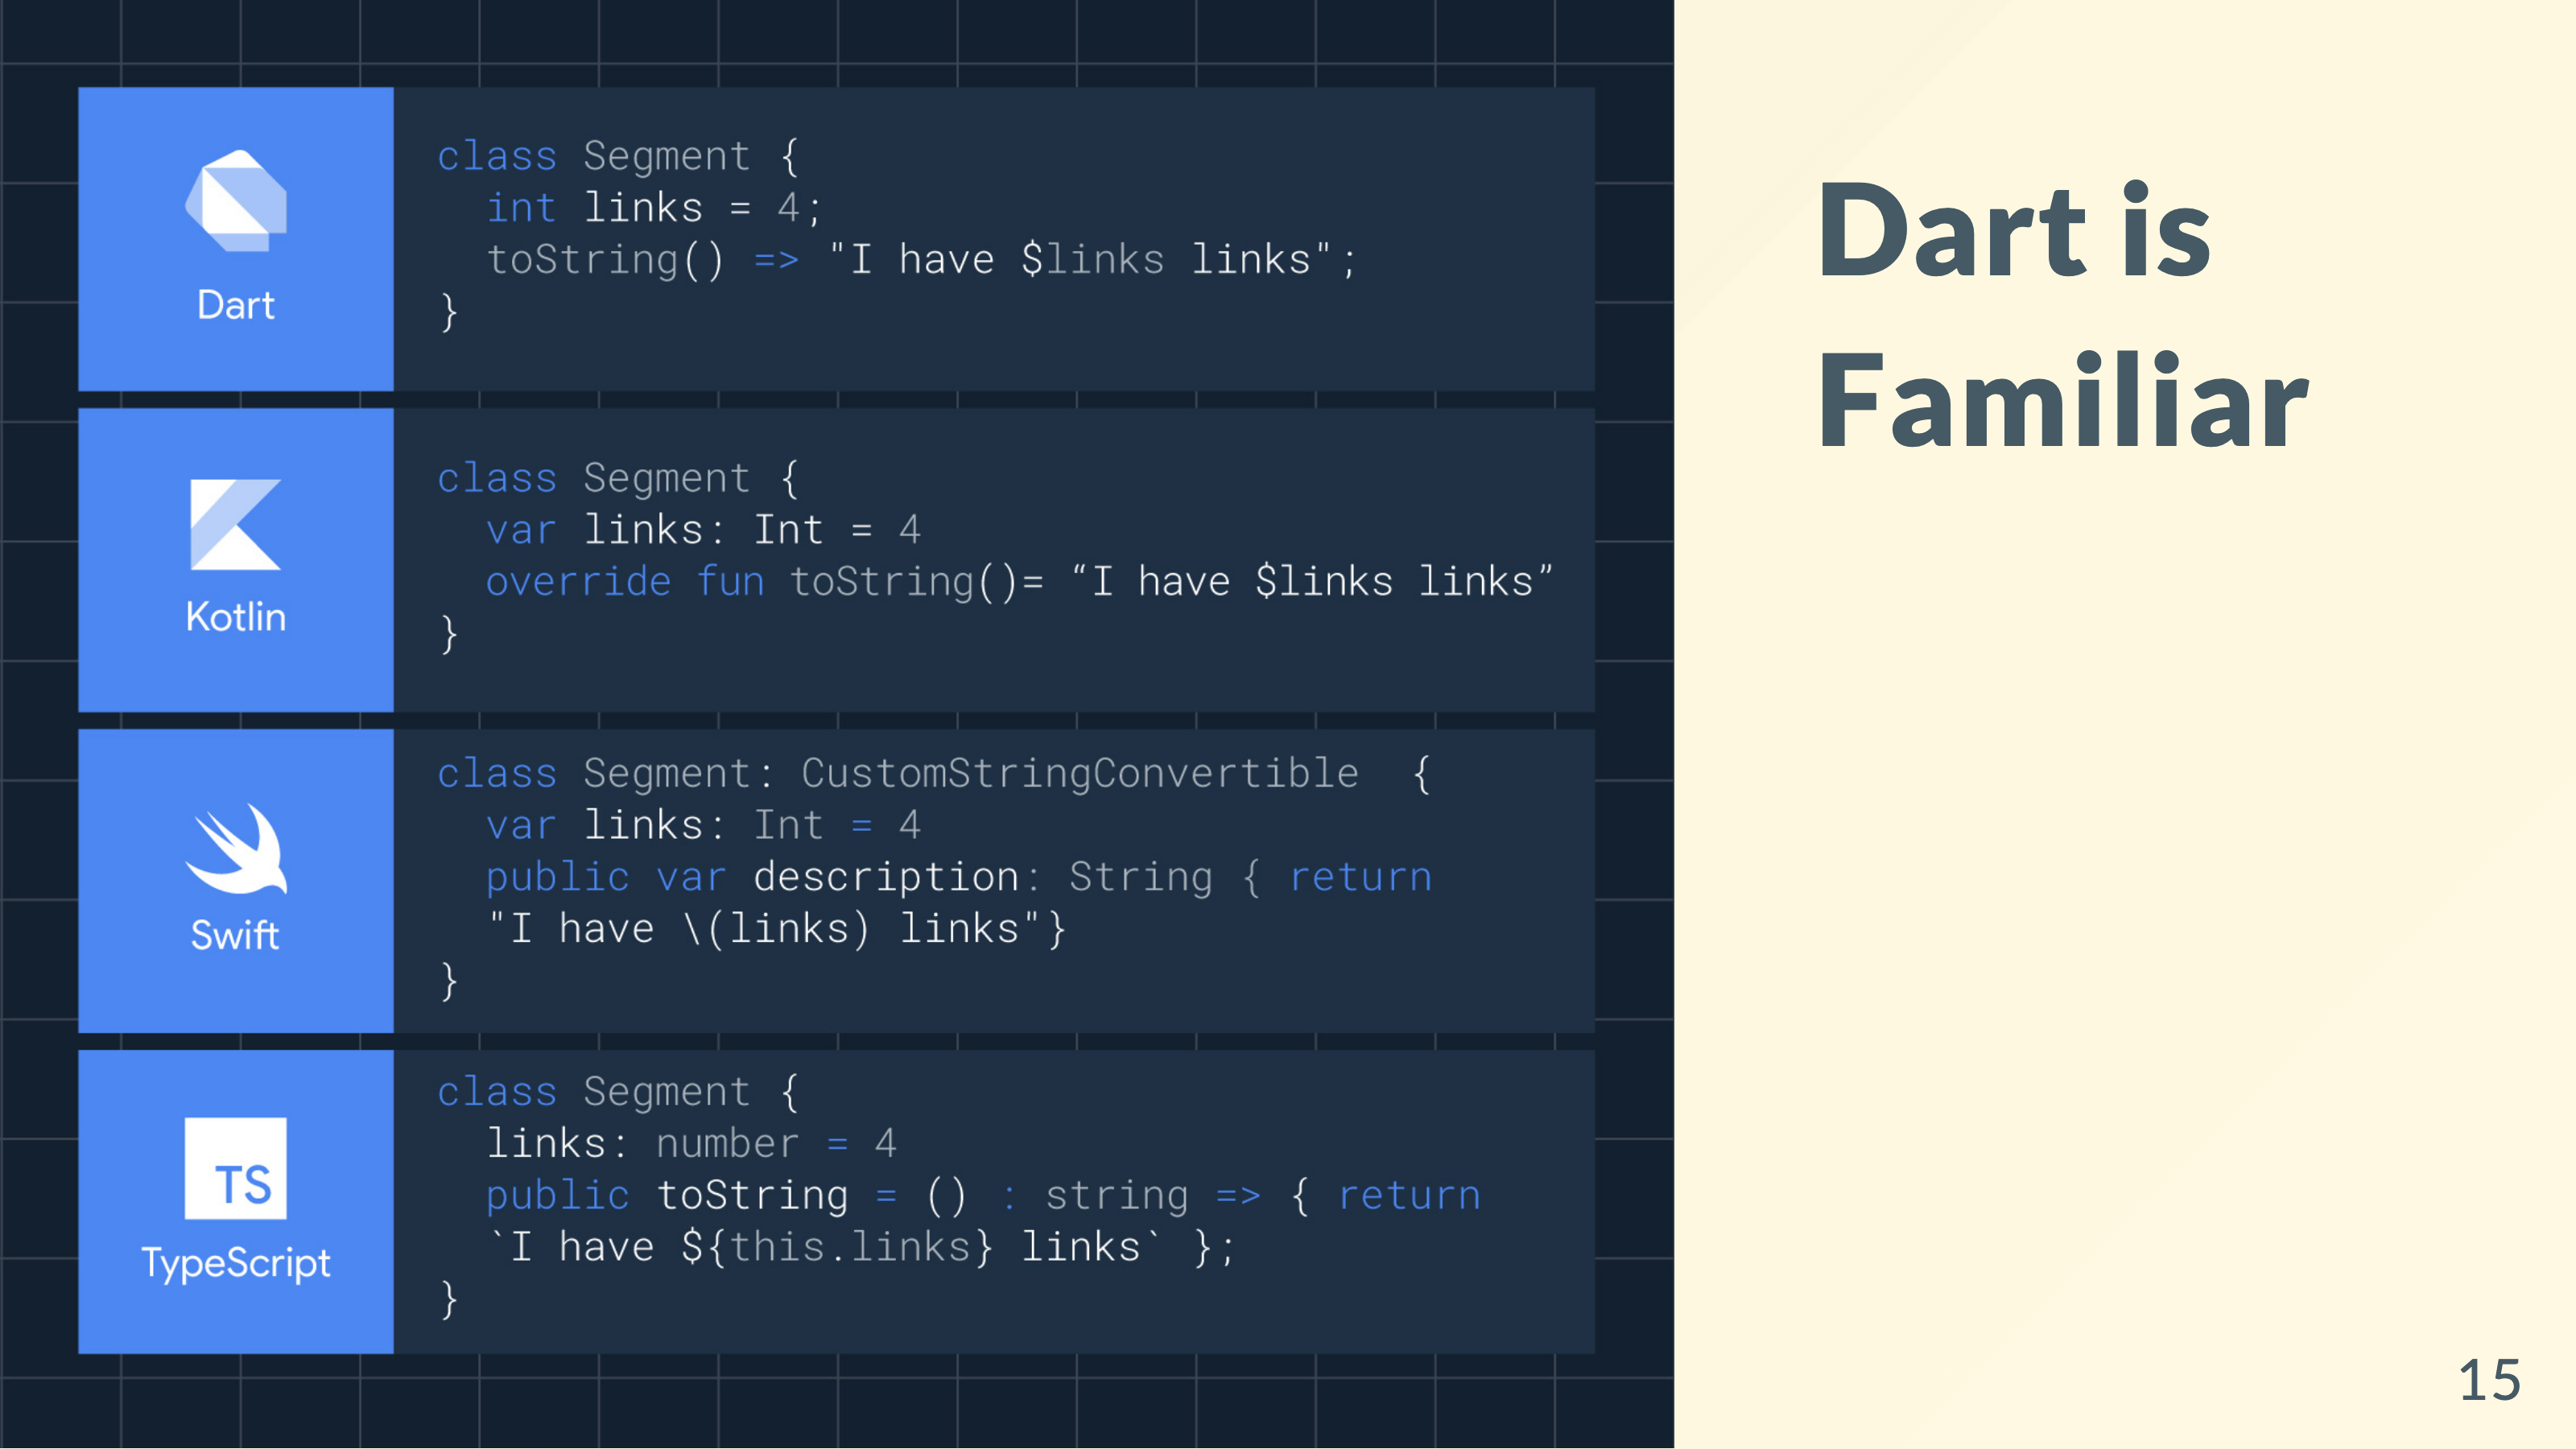 Dart
class Segment {
  int links = 4;
  toString() => "I have $links links";
}
Kotlin
class Segment {
  var links: Int = 4
  override fun toString()= “I have $links links”
}
Swift
class Segment: CustomStringConvertible  {
  var links: Int = 4
  public var description: String { return
  "I have \(links) links"}
}
TS
TypeScript
class Segment {
  links: number = 4
  public toString = () : string => { return
  `I have ${this.links} links` };
}
Dart is
Familiar
15